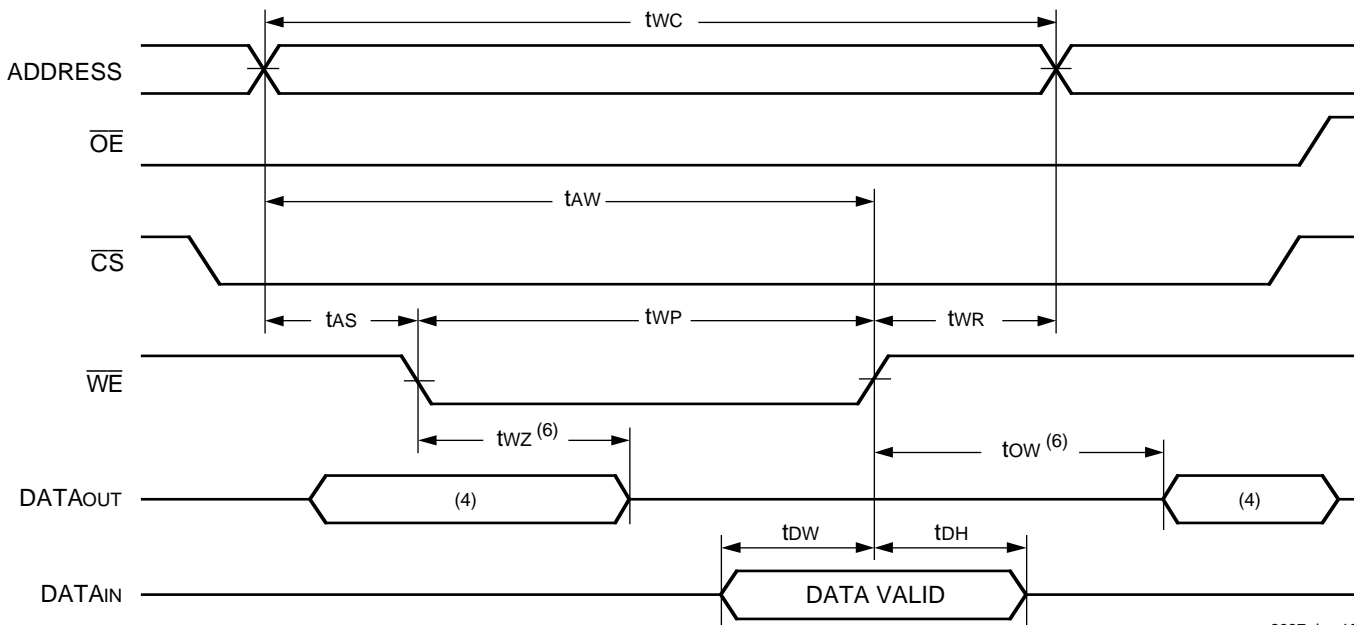 tWC
ADDRESS
OE
tAW
CS
tAS
tWP
tWR
WE
tWZ (6)
tOW (6)
DATAOUT
(4)
(4)
tDW
tDH
DATAIN
DATA VALID